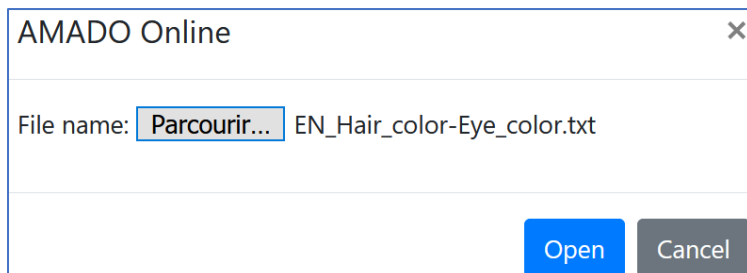 AMADO Online ×
File name: Parcourir... EN_Hair_color-Eye_color.txt
Open Cancel